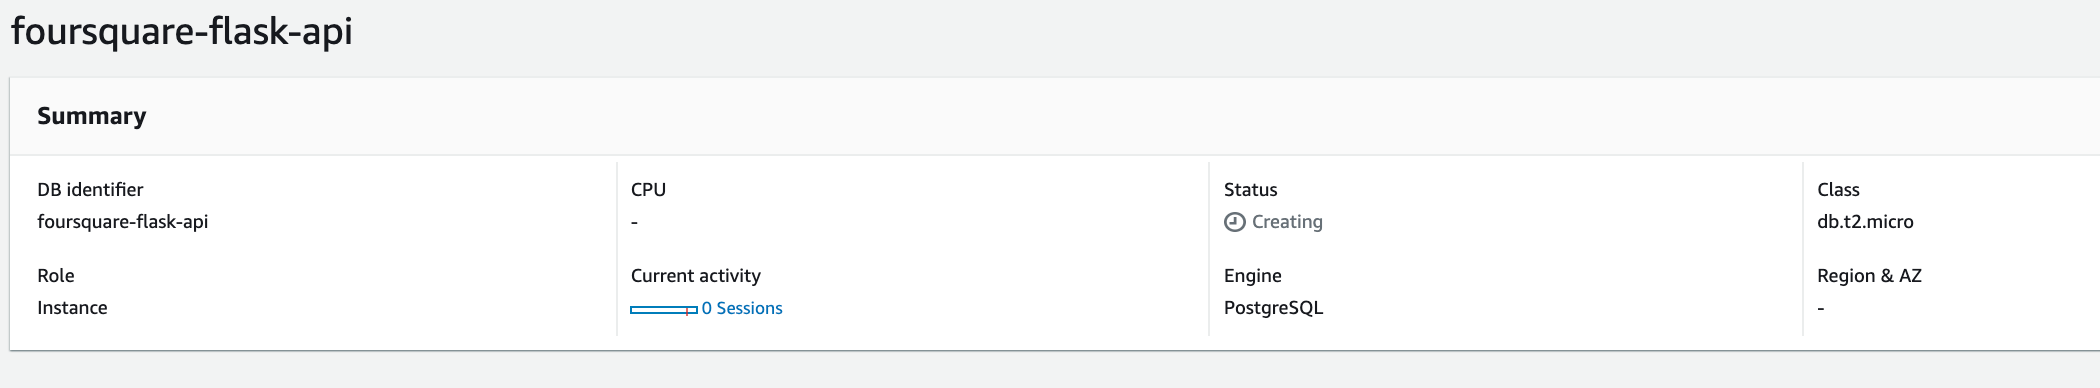 foursquare-flask-api
Summary
DB identifier
foursquare-flask-api
CPU
-
Status
Creating
Class
db.t2.micro
Role
Instance
Current activity
0 Sessions
Engine
PostgreSQL
Region & AZ
-